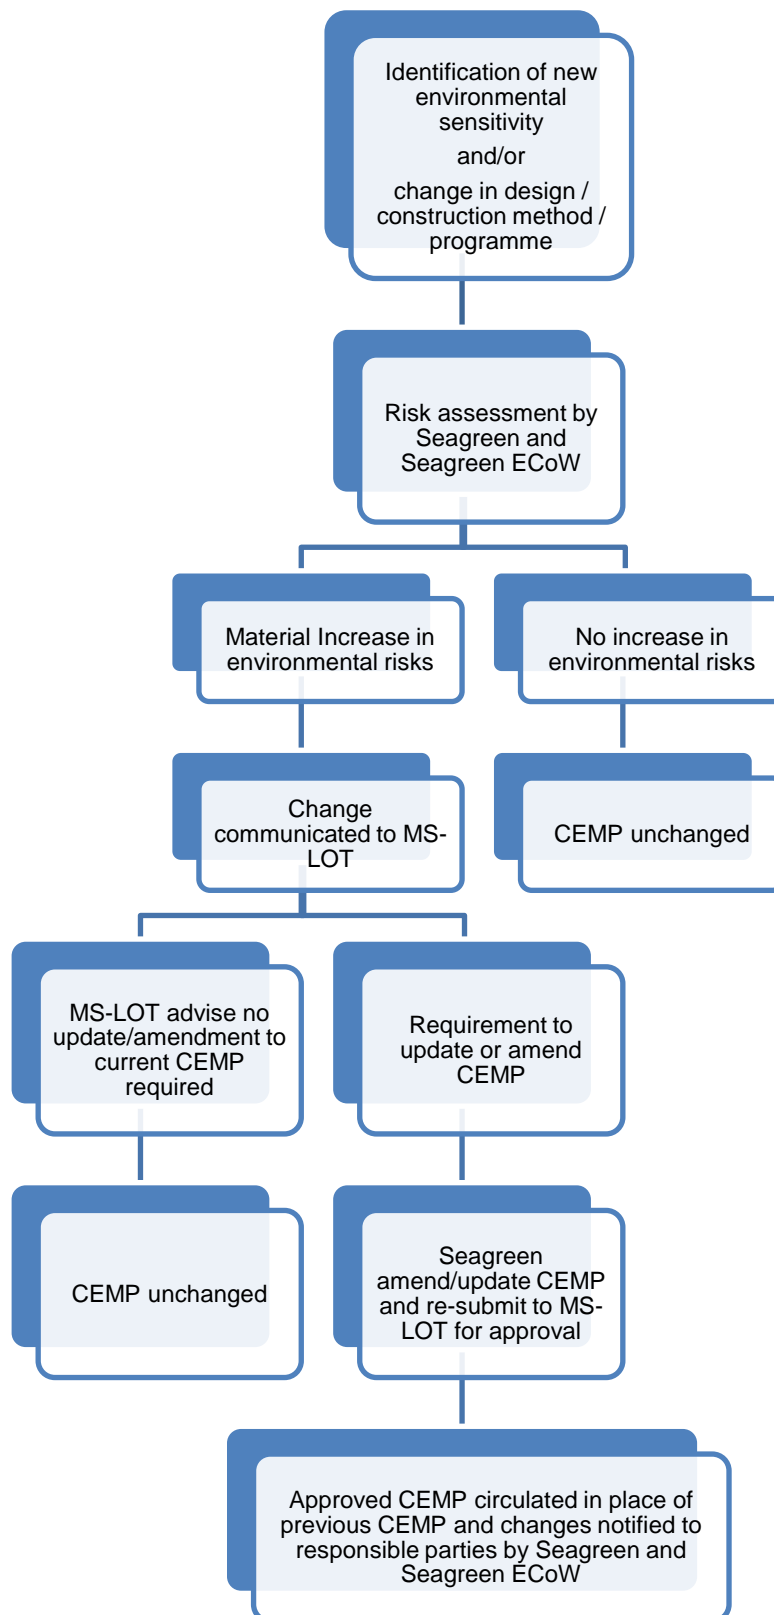 Identification of new
environmental
sensitivity
and/or
change in design /
construction method /
programme
Risk assessment by
Seagreen and
Seagreen ECoW
Material Increase in
environmental risks
No increase in
environmental risks
Change
communicated to MS-
LOT
CEMP unchanged
MS-LOT advise no
update/amendment to
current CEMP
required
Requirement to
update or amend
CEMP
CEMP unchanged
Seagreen
amend/update CEMP
and re-submit to MS-
LOT for approval
Approved CEMP circulated in place of
previous CEMP and changes notified to
responsible parties by Seagreen and
Seagreen ECoW